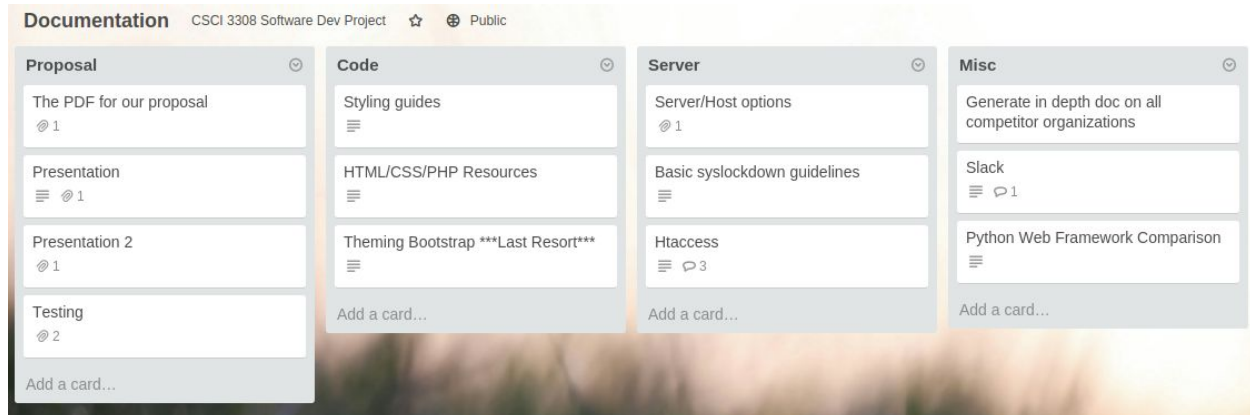 Documentation CSCI 3308 Software Dev Project Public
Proposal
The PDF for our proposal
1
Presentation
1
Presentation 2
1
Testing
2
Add a card…
Code
Styling guides
HTML/CSS/PHP Resources
Theming Bootstrap ***Last Resort***
Add a card…
Server
Server/Host options
1
Basic syslockdown guidelines
Htaccess
3
Add a card…
Misc
Generate in depth doc on all
competitor organizations
Slack
1
Python Web Framework Comparison
Add a card…